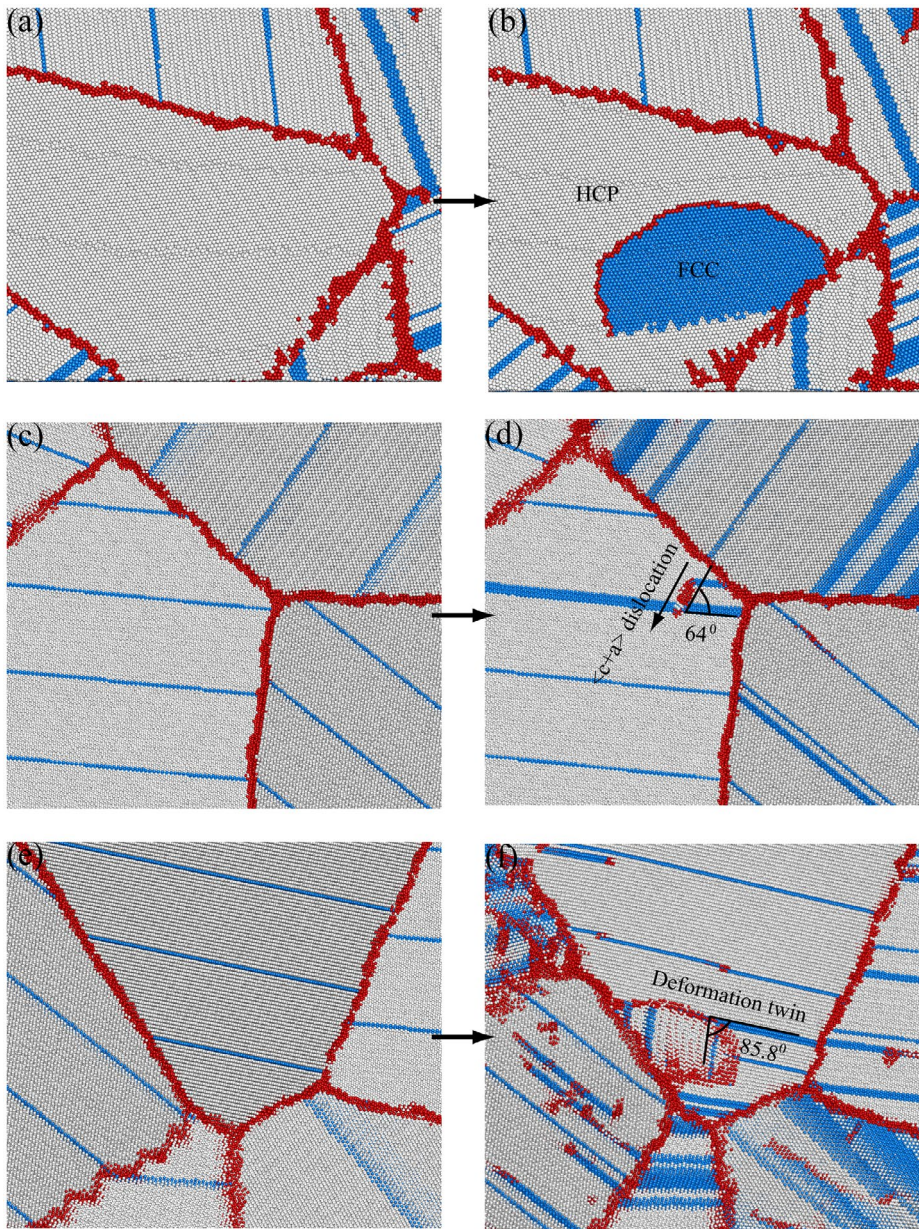 (a)
(b)
HCP
FCC
(c)
(d)
<c+a> dislocation
64⁰
(e)
(f)
Deformation twin
85.8⁰